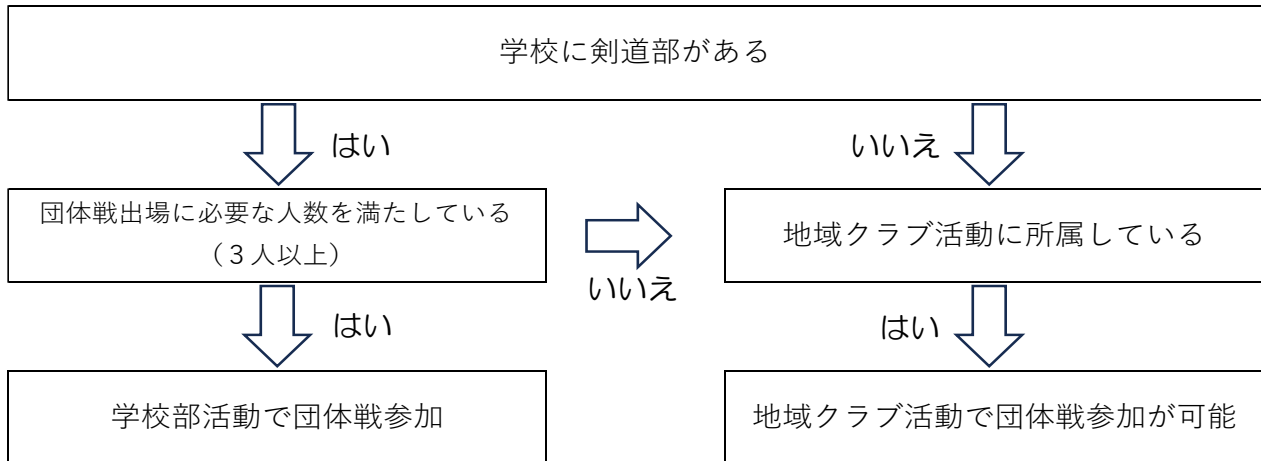 学校に剣道部がある
はい
いいえ
団体戦出場に必要な人数を満たしている
（３人以上）
いいえ
地域クラブ活動に所属している
はい
はい
学校部活動で団体戦参加
地域クラブ活動で団体戦参加が可能